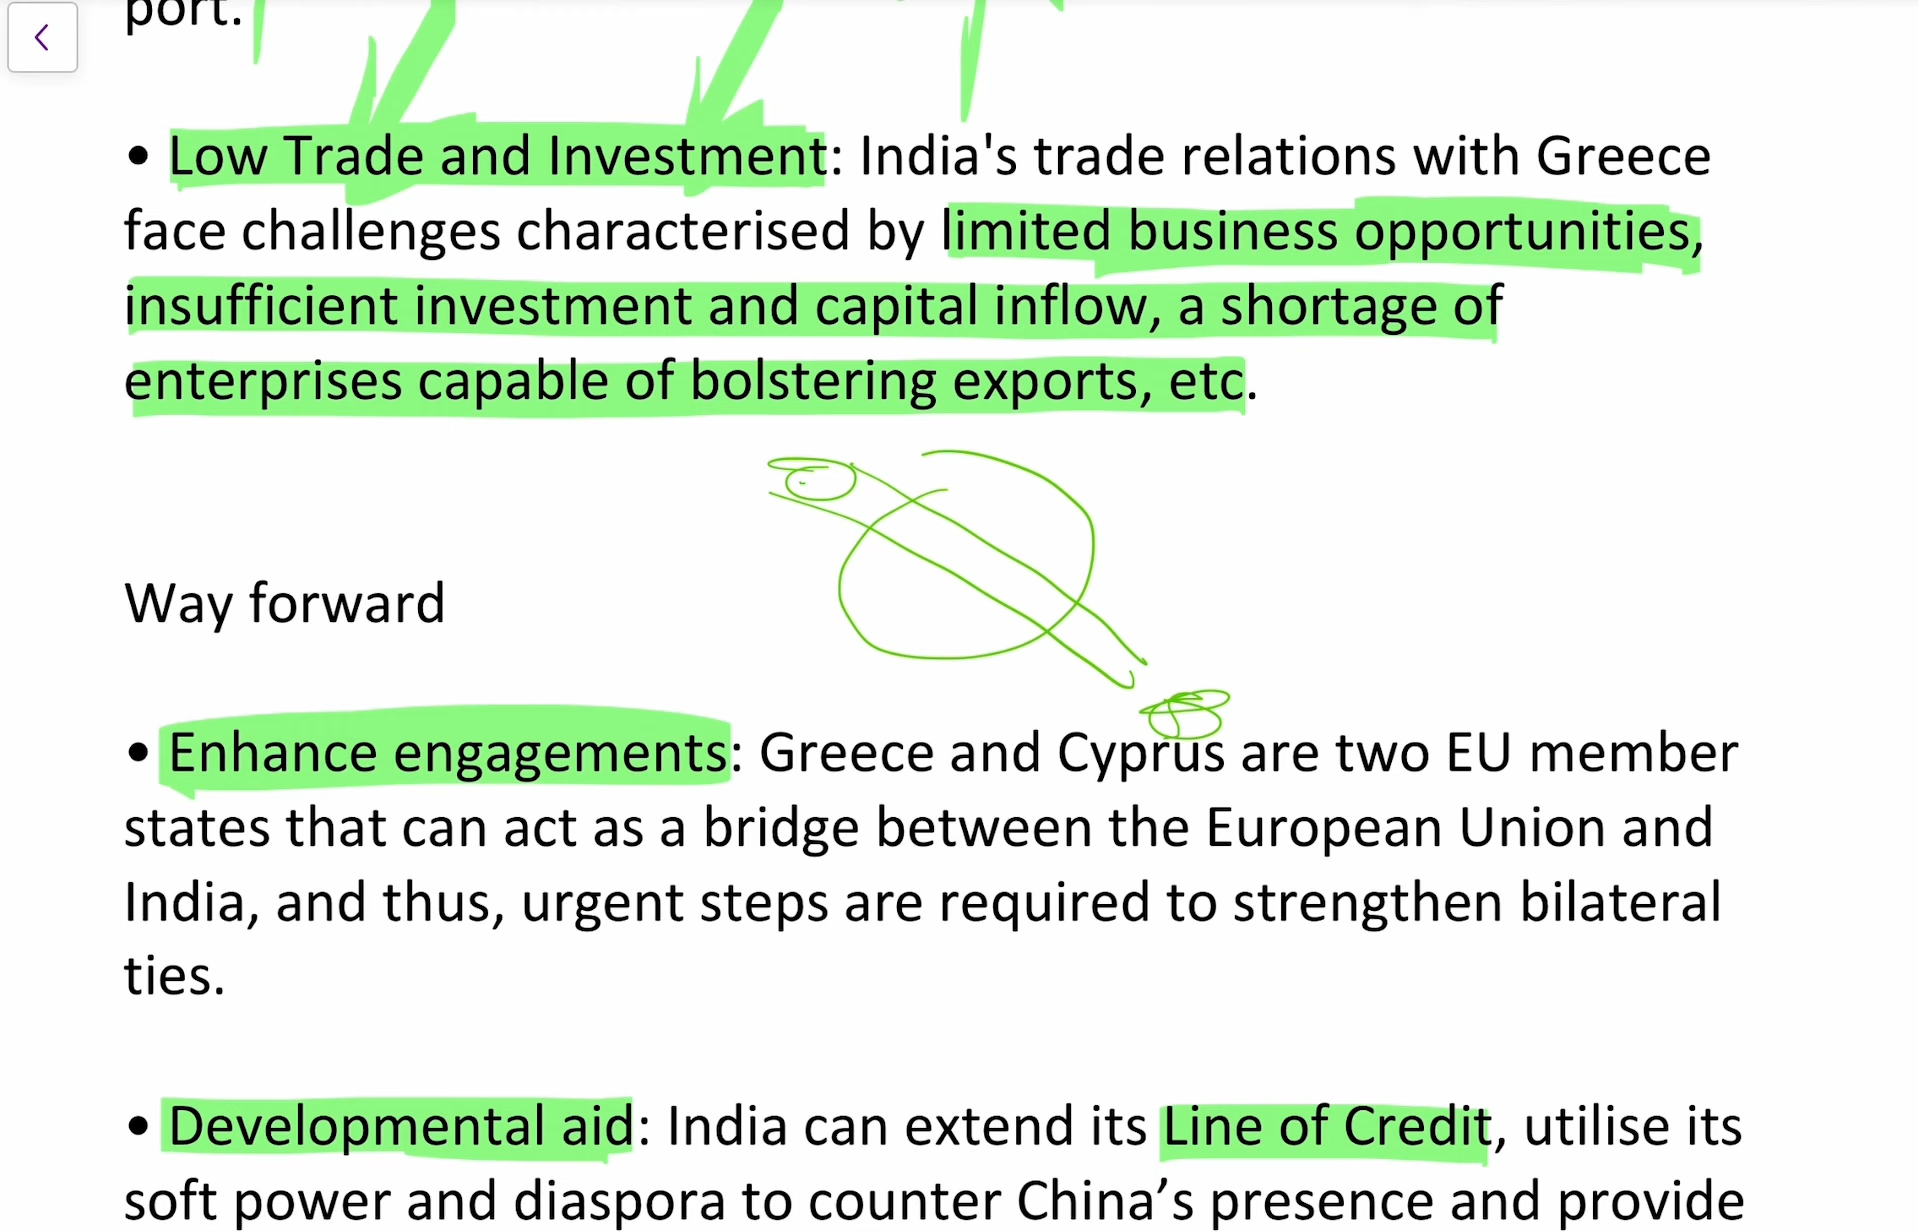 port.
• Low Trade and Investment: India's trade relations with Greece
face challenges characterised by limited business opportunities,
insufficient investment and capital inflow, a shortage of
enterprises capable of bolstering exports, etc.
Way forward
• Enhance engagements: Greece and Cyprus are two EU member
states that can act as a bridge between the European Union and
India, and thus, urgent steps are required to strengthen bilateral
ties.
• Developmental aid: India can extend its Line of Credit, utilise its
soft power and diaspora to counter China’s presence and provide